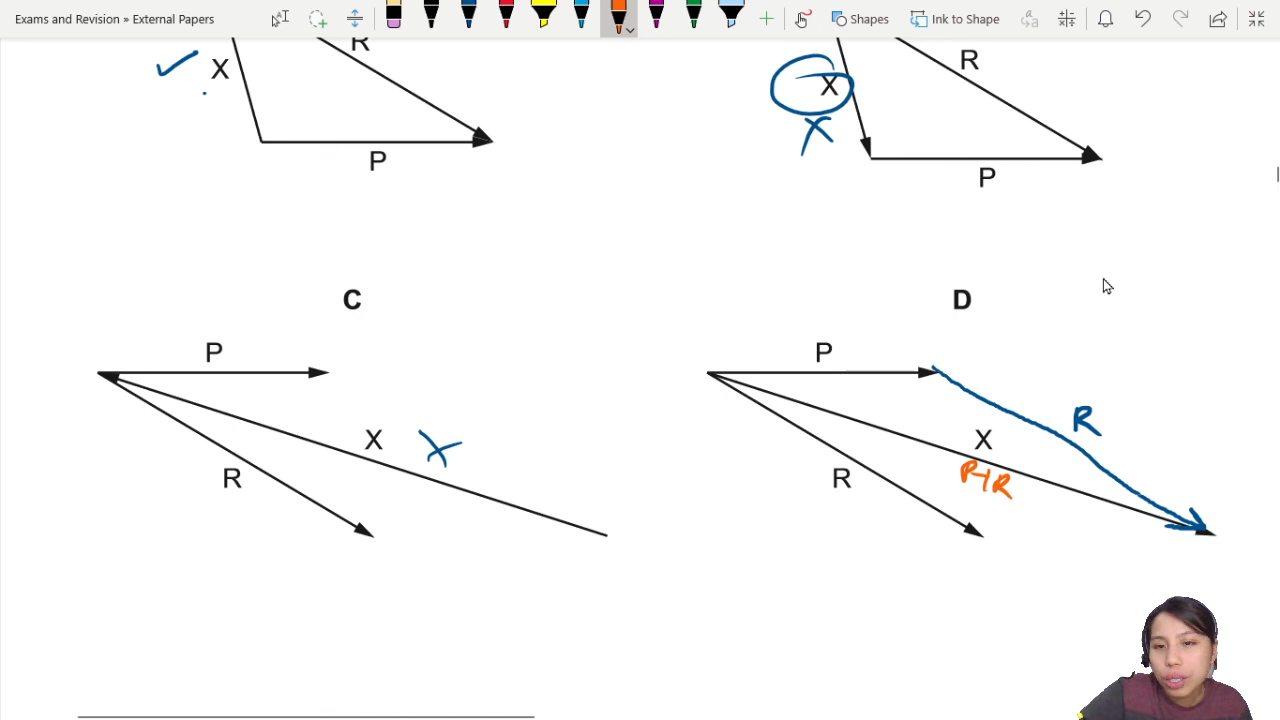 Exams and Revision » External Papers
Shapes
Ink to Shape
R
X
P
R
X
X
P
C
D
P
X
X
R
P
R
X
R
P+R